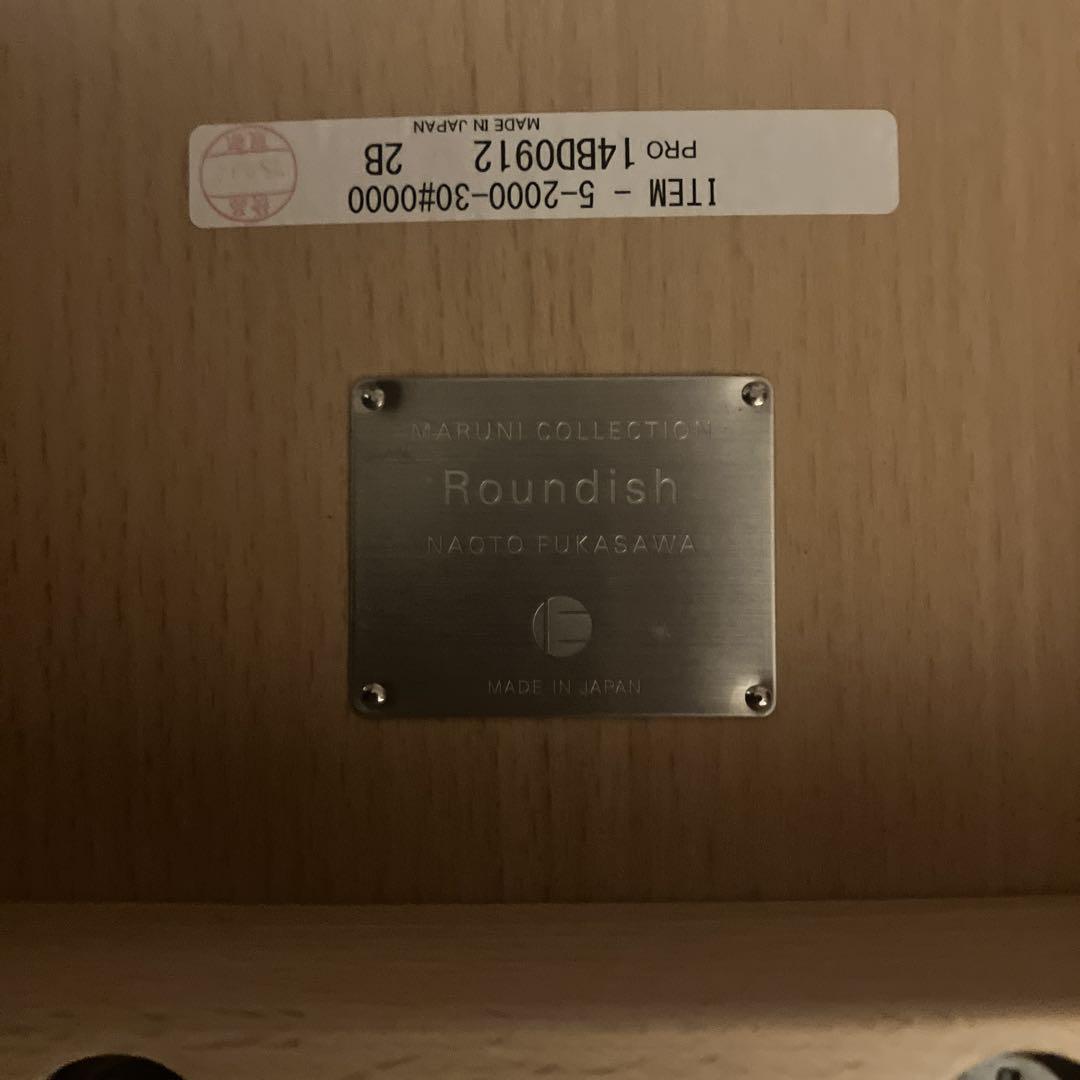 ITEM - 5-2000-30#0000
PRO 14BD0912 2B
MADE IN JAPAN
MARUNI COLLECTION
Roundish
NAOTO FUKASAWA
MADE IN JAPAN